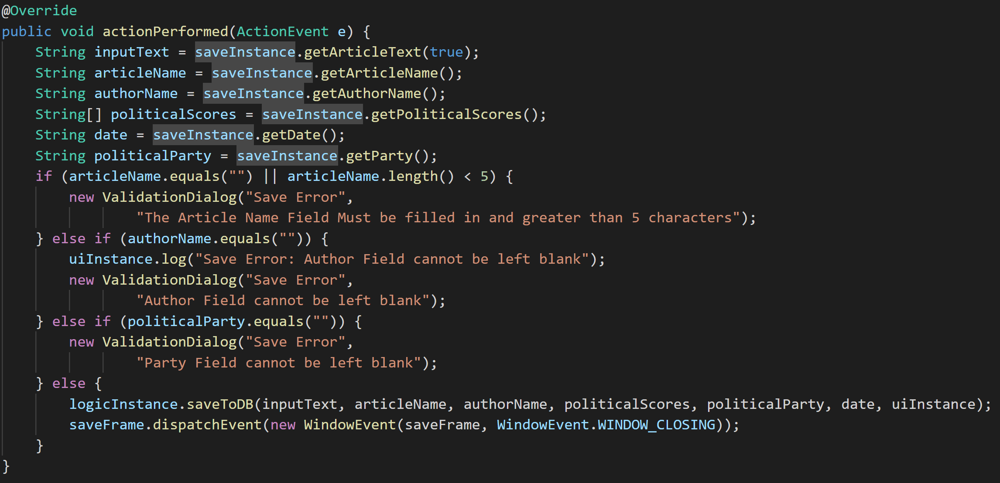 @Override
public void actionPerformed(ActionEvent e) {
    String inputText = saveInstance.getArticleText(true);
    String articleName = saveInstance.getArticleName();
    String authorName = saveInstance.getAuthorName();
    String[] politicalScores = saveInstance.getPoliticalScores();
    String date = saveInstance.getDate();
    String politicalParty = saveInstance.getParty();
    if (articleName.equals("") || articleName.length() < 5) {
        new ValidationDialog("Save Error",
                "The Article Name Field Must be filled in and greater than 5 characters");
    } else if (authorName.equals("")) {
        uiInstance.log("Save Error: Author Field cannot be left blank");
        new ValidationDialog("Save Error",
                "Author Field cannot be left blank");
    } else if (politicalParty.equals("")) {
        new ValidationDialog("Save Error",
                "Party Field cannot be left blank");
    } else {
        logicInstance.saveToDB(inputText, articleName, authorName, politicalScores, politicalParty, date, uiInstance);
        saveFrame.dispatchEvent(new WindowEvent(saveFrame, WindowEvent.WINDOW_CLOSING));
    }
}